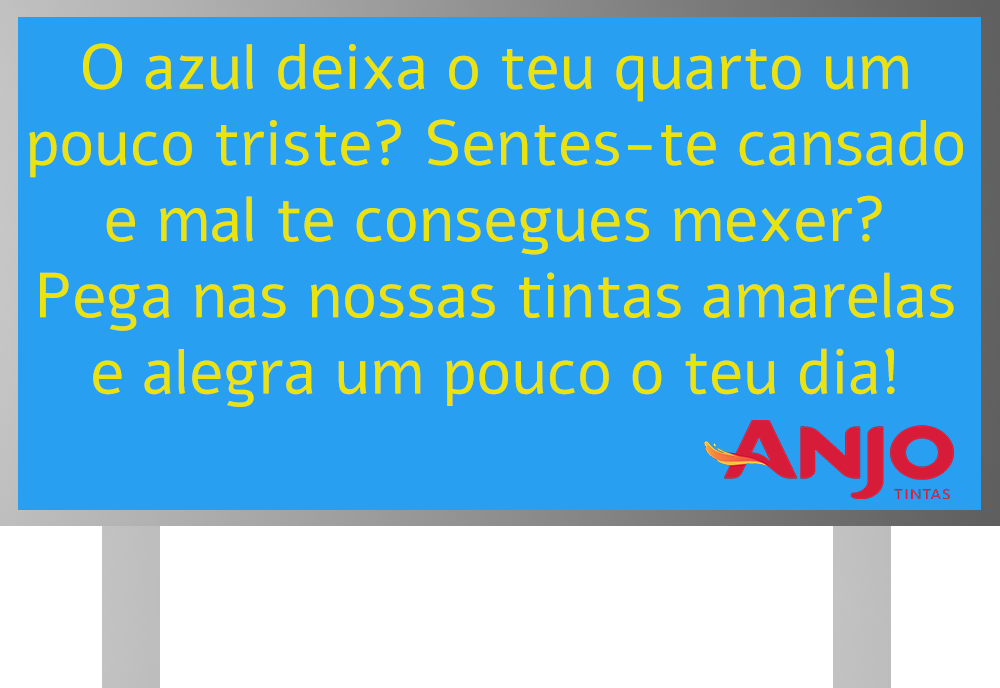 O azul deixa o teu quarto um
pouco triste? Sentes-te cansado
e mal te consegues mexer?
Pega nas nossas tintas amarelas
e alegra um pouco o teu dia!
ANJO
TINTAS